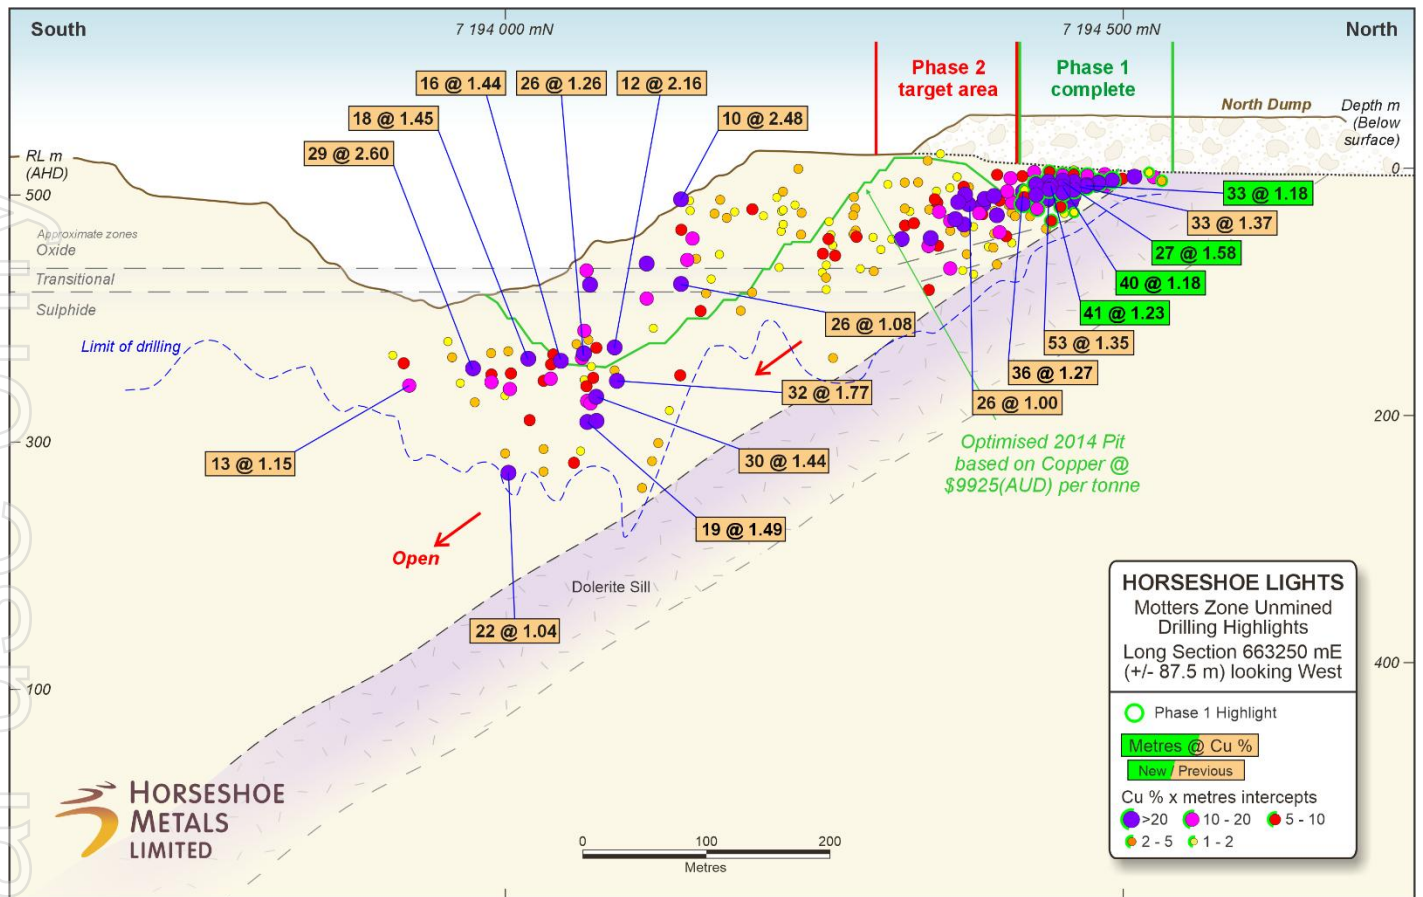 South
7 194 000 mN
7 194 500 mN
North
Phase 2
target area
Phase 1
complete
North Dump
Depth m
(Below
surface)
RL m
(AHD)
0
500
200
300
400
100
Approximate zones
Oxide
Transitional
Sulphide
Limit of drilling
16 @ 1.44
26 @ 1.26
12 @ 2.16
18 @ 1.45
10 @ 2.48
29 @ 2.60
33 @ 1.18
33 @ 1.37
27 @ 1.58
40 @ 1.18
41 @ 1.23
26 @ 1.08
53 @ 1.35
36 @ 1.27
32 @ 1.77
26 @ 1.00
13 @ 1.15
30 @ 1.44
19 @ 1.49
22 @ 1.04
Optimised 2014 Pit
based on Copper @
$9925(AUD) per tonne
Open
Dolerite Sill
HORSESHOE LIGHTS
Motters Zone Unmined
Drilling Highlights
Long Section 663250 mE
(+/- 87.5 m) looking West
Phase 1 Highlight
Metres @ Cu %
New / Previous
Cu % x metres intercepts
>20 10 - 20 5 - 10
2 - 5 1 - 2
HORSESHOE
METALS
LIMITED
0 100 200
Metres